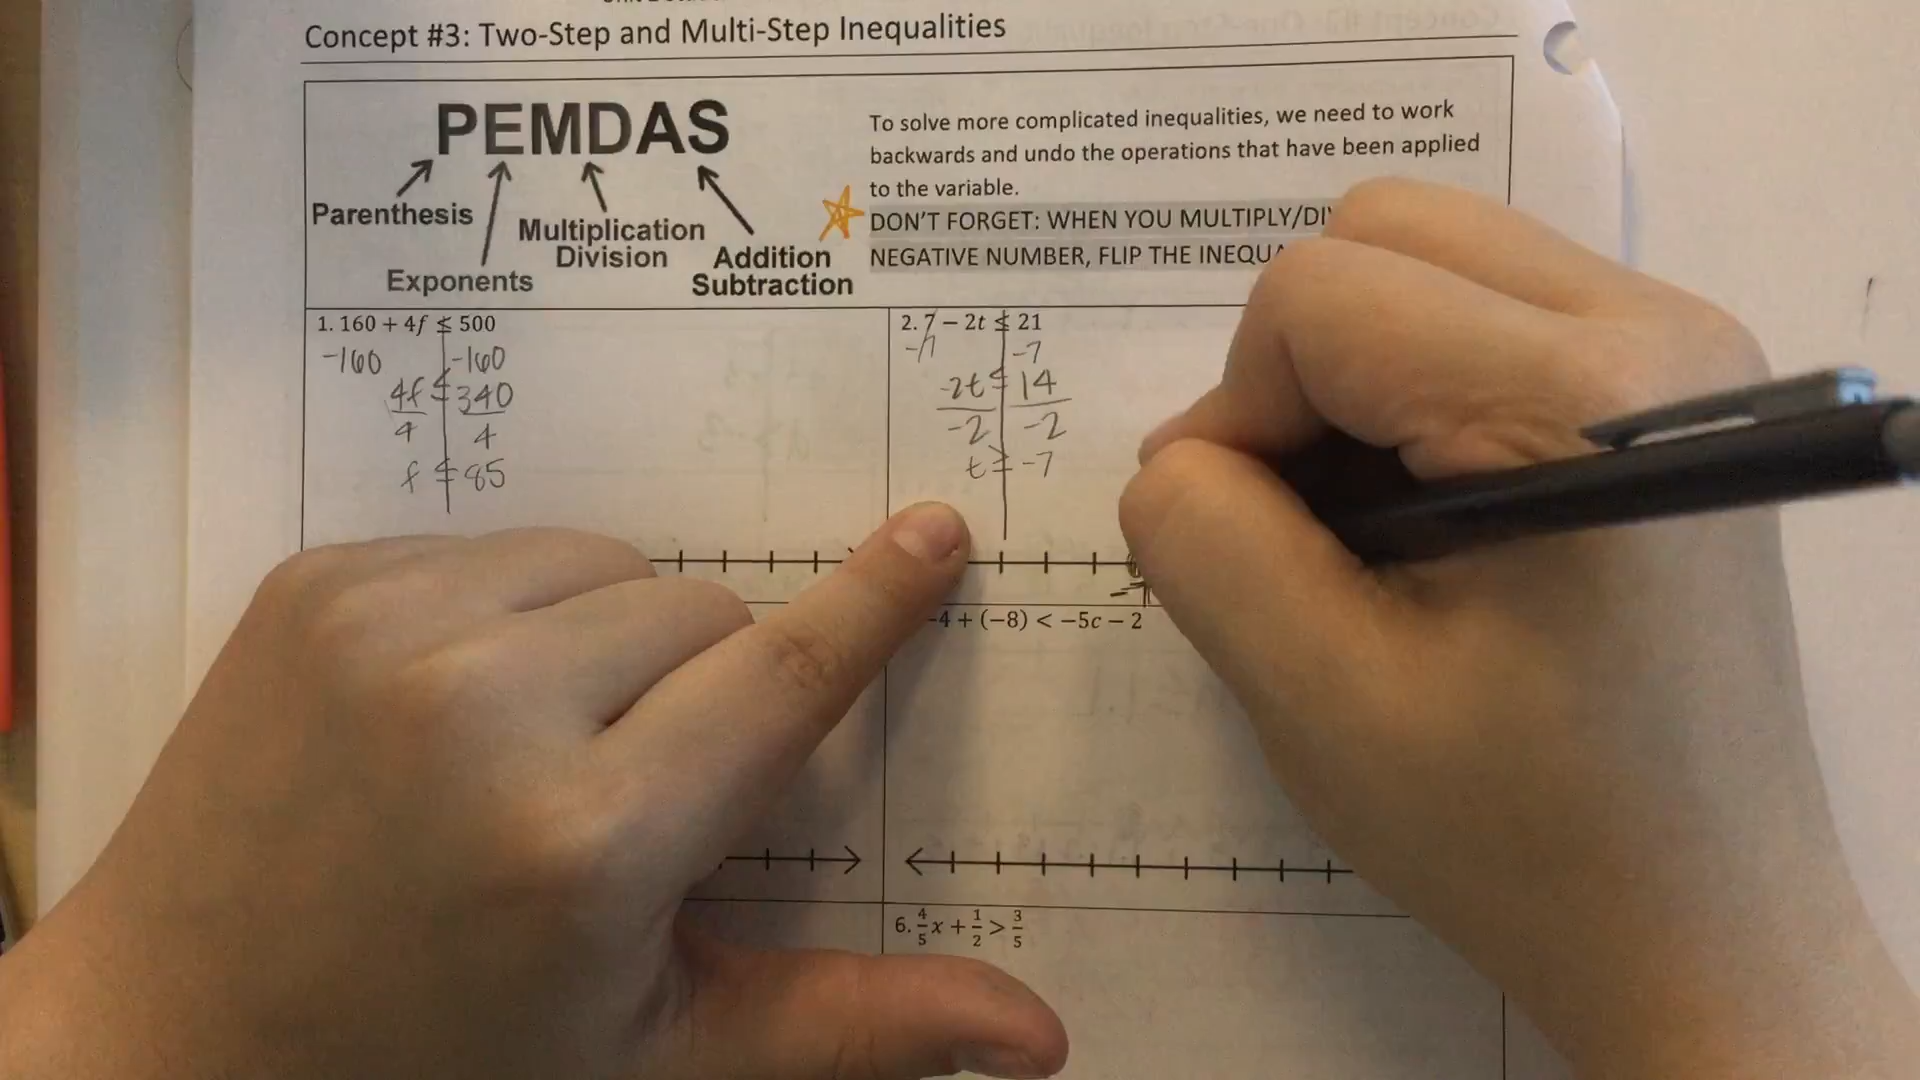 Concept #3: Two-Step and Multi-Step Inequalities
PEMDAS
Parenthesis
Exponents
Multiplication
Division
Addition
Subtraction
To solve more complicated inequalities, we need to work
backwards and undo the operations that have been applied
to the variable.
DON'T FORGET: WHEN YOU MULTIPLY/DI
NEGATIVE NUMBER, FLIP THE INEQU
1. 160 + 4f ≤ 500
-160 -160
4f ≤ 340
4 4
f ≤ 85
2. 7 − 2t ≤ 21
-7 -7
-2t ≤ 14
-2 -2
t ≥ -7
-4 + (−8) < −5c − 2
6. 4/5 x + 1/2 > 3/5